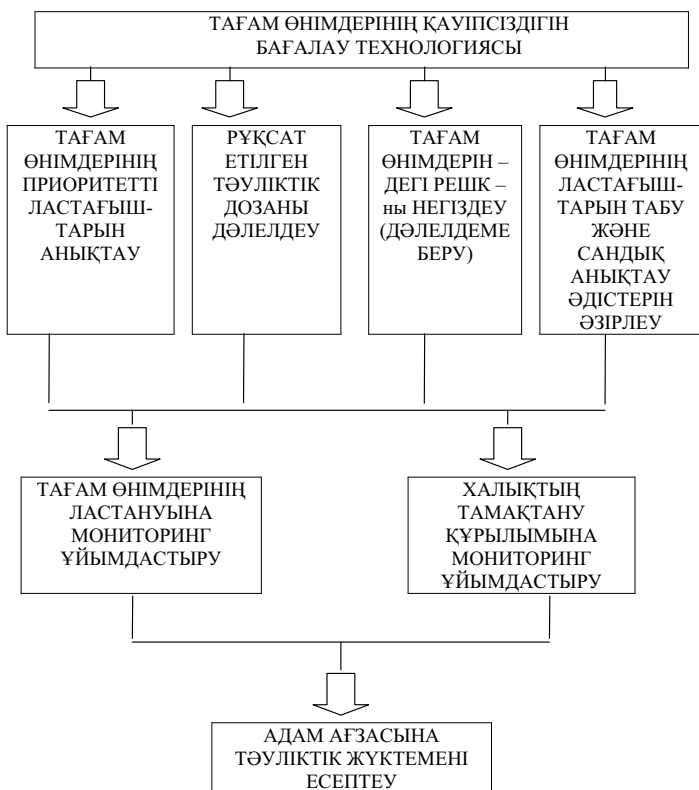 ТАҒАМ ӨНІМДЕРІНІҢ ҚАУІПСІЗДІГІН
БАҒАЛАУ ТЕХНОЛОГИЯСЫ
ТАҒАМ
ӨНІМДЕРІНІҢ
ПРИОРИТЕТТІ
ЛАСТАҒЫШ-
ТАРЫН
АНЫҚТАУ
РҰҚСАТ
ЕТІЛГЕН
ТӘУЛІКТІК
ДОЗАНЫ
ДӘЛЕЛДЕУ
ТАҒАМ
ӨНІМДЕРІН –
ДЕГІ РЕШК –
ны НЕГІЗДЕУ
(ДӘЛЕЛДЕМЕ
БЕРУ)
ТАҒАМ
ӨНІМДЕРІНІҢ
ЛАСТАҒЫШ-
ТАРЫН ТАБУ
ЖӘНЕ
САНДЫҚ
АНЫҚТАУ
ӘДІСТЕРІН
ӘЗІРЛЕУ
ТАҒАМ ӨНІМДЕРІНІҢ
ЛАСТАНУЫНА
МОНИТОРИНГ
ҰЙЫМДАСТЫРУ
ХАЛЫҚТЫҢ
ТАМАҚТАНУ
ҚҰРЫЛЫМЫНА
МОНИТОРИНГ
ҰЙЫМДАСТЫРУ
АДАМ АҒЗАСЫНА
ТӘУЛІКТІК ЖҮКТЕМЕНІ
ЕСЕПТЕУ